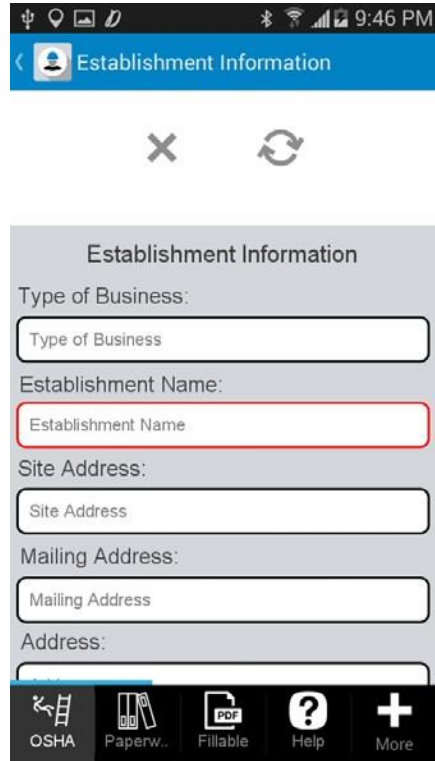 9:46 PM
Establishment Information
Establishment Information
Type of Business:
Type of Business
Establishment Name:
Establishment Name
Site Address:
Site Address
Mailing Address:
Mailing Address
Address:
PDF
OSHA Paperw.. Fillable Help More